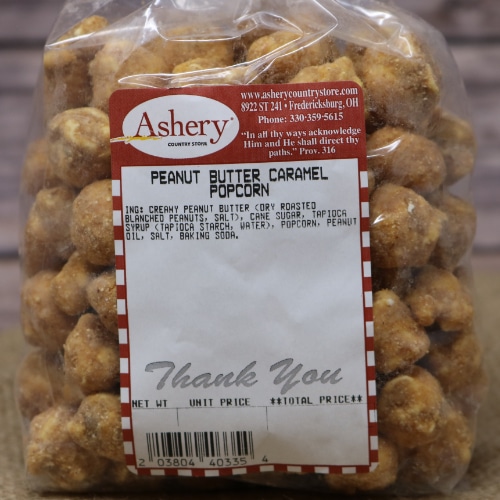 Ashery
COUNTRY STORE
www.asherycountrystore.com
8922 ST 241 • Fredericksburg, OH
Phone: 330-359-5615
"In all thy ways acknowledge
Him and He shall direct thy
paths." Prov. 316
PEANUT BUTTER CARAMEL
POPCORN
ING: CREAMY PEANUT BUTTER (DRY ROASTED
BLANCHED PEANUTS, SALT), CANE SUGAR, TAPIOCA
SYRUP (TAPIOCA STARCH, WATER), POPCORN, PEANUT
OIL, SALT, BAKING SODA.
Thank You
NET WT UNIT PRICE **TOTAL PRICE**
2 03804 40335 4